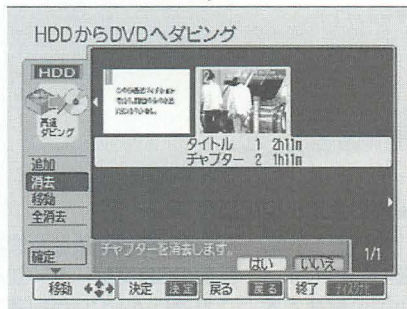 HDDからDVDへダビング
HDD
高速
ダビング
タイトル 1 2h11m
チャプター 2 1h11m
追加
消去
移動
全消去
確定
チャプターを消去します。
はい いいえ
1/1
移動 決定 決定 戻る 戻る 終了